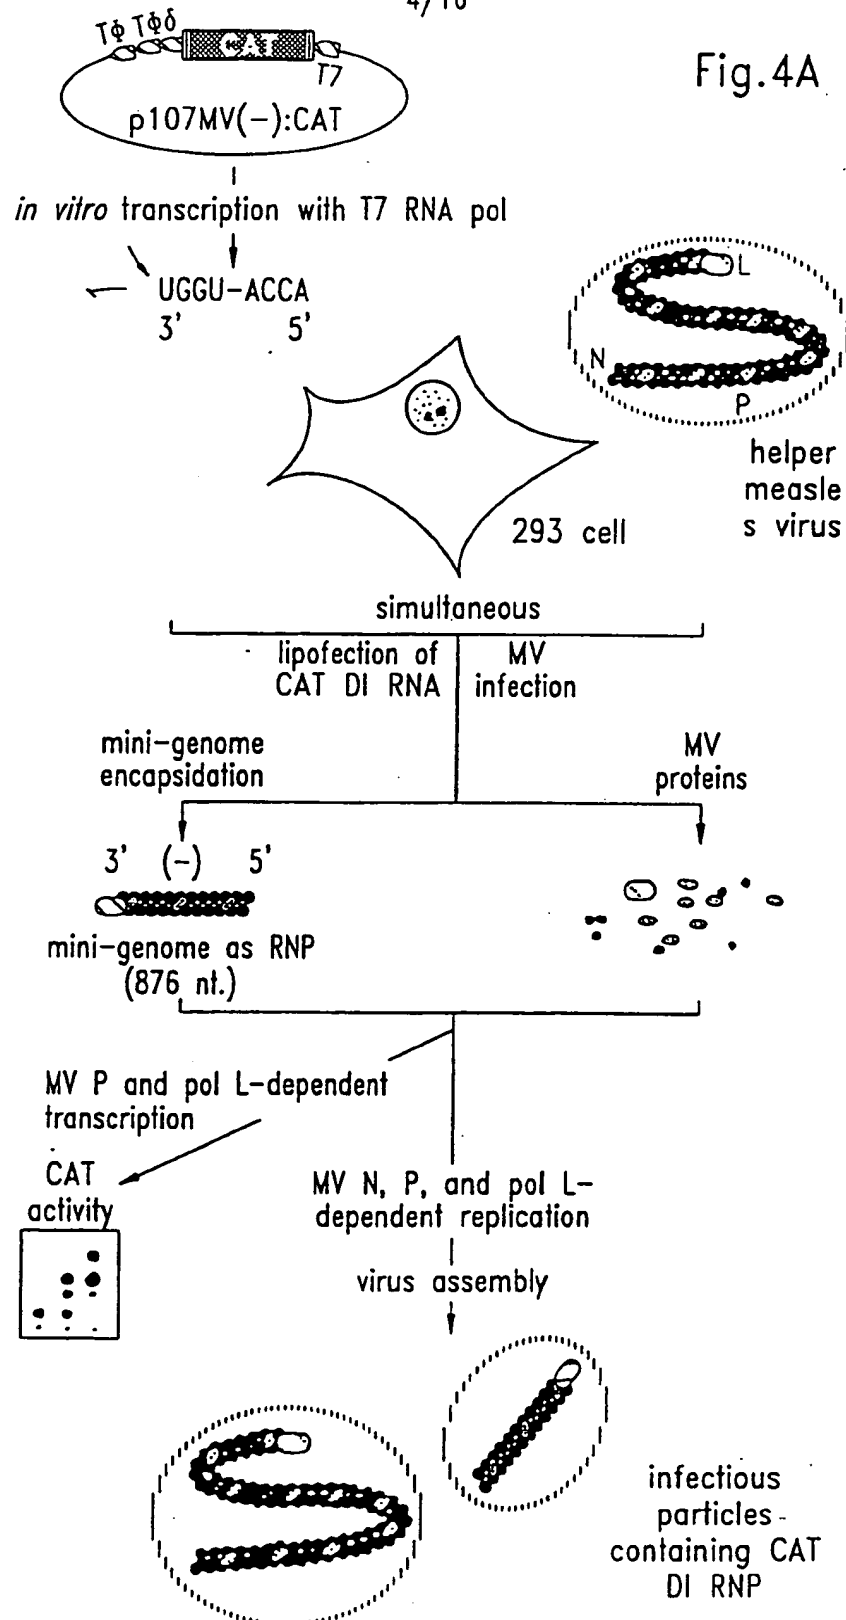 4/16
TΦ TΦδ
CAT
T7
Fig.4A
p107MV(-):CAT
in vitro transcription with T7 RNA pol
UGGU-ACCA
3' 5'
L
N
P
helper
measle
s virus
293 cell
simultaneous
lipofection of
CAT DI RNA
MV
infection
mini-genome
encapsidation
MV
proteins
3' (-) 5'
mini-genome as RNP
(876 nt.)
MV P and pol L-dependent
transcription
CAT
activity
MV N, P, and pol L-
dependent replication
virus assembly
infectious
particles
containing CAT
DI RNP